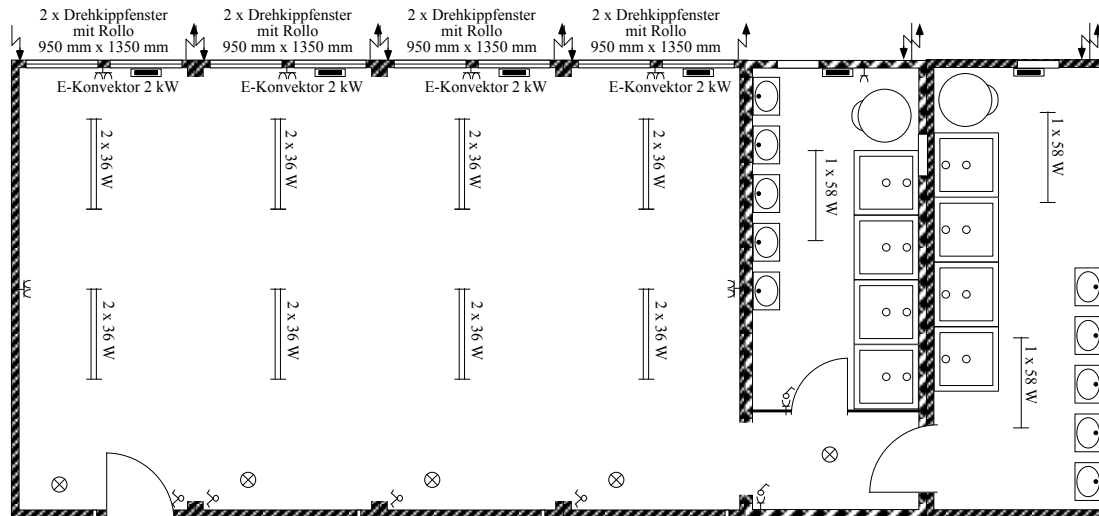 2 x Drehkippfenster
mit Rollo
950 mm x 1350 mm
2 x Drehkippfenster
mit Rollo
950 mm x 1350 mm
2 x Drehkippfenster
mit Rollo
950 mm x 1350 mm
2 x Drehkippfenster
mit Rollo
950 mm x 1350 mm
E-Konvektor 2 kW
E-Konvektor 2 kW
E-Konvektor 2 kW
E-Konvektor 2 kW
2 x 36 W
2 x 36 W
2 x 36 W
2 x 36 W
1 x 58 W
1 x 58 W
2 x 36 W
2 x 36 W
2 x 36 W
2 x 36 W
1 x 58 W